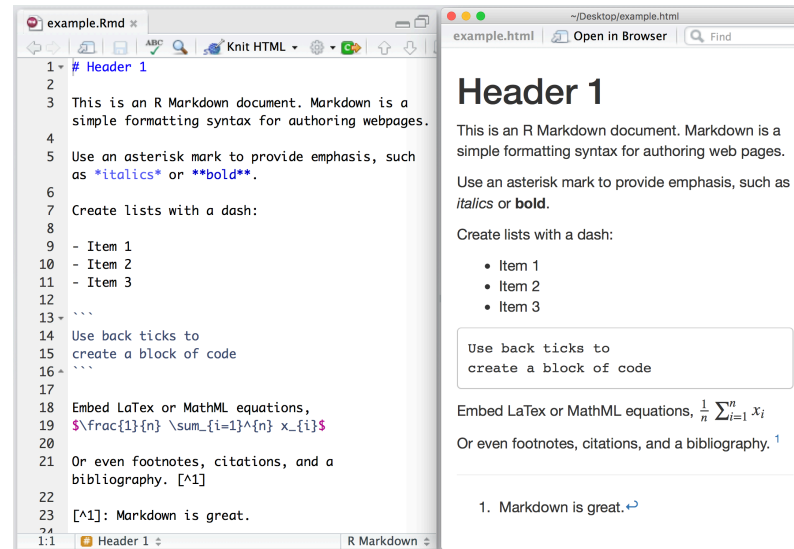 example.Rmd
ABC
Knit HTML
1 # Header 1
2
3 This is an R Markdown document. Markdown is a
simple formatting syntax for authoring webpages.
4
5 Use an asterisk mark to provide emphasis, such
as *italics* or **bold**.
6
7 Create lists with a dash:
8
9 - Item 1
10 - Item 2
11 - Item 3
12
13 ```
14 Use back ticks to
15 create a block of code
16 ```
17
18 Embed LaTex or MathML equations,
19 $\frac{1}{n} \sum_{i=1}^{n} x_{i}$
20
21 Or even footnotes, citations, and a
bibliography. [^1]
22
23 [^1]: Markdown is great.
24
1:1 # Header 1 R Markdown
~/Desktop/example.html
example.html Open in Browser Find
Header 1
This is an R Markdown document. Markdown is a
simple formatting syntax for authoring web pages.
Use an asterisk mark to provide emphasis, such as
italics or bold.
Create lists with a dash:
• Item 1
• Item 2
• Item 3
Use back ticks to
create a block of code
Embed LaTex or MathML equations, 1/n ∑ⁿᵢ₌₁ xᵢ
Or even footnotes, citations, and a bibliography. 1
1. Markdown is great.↩